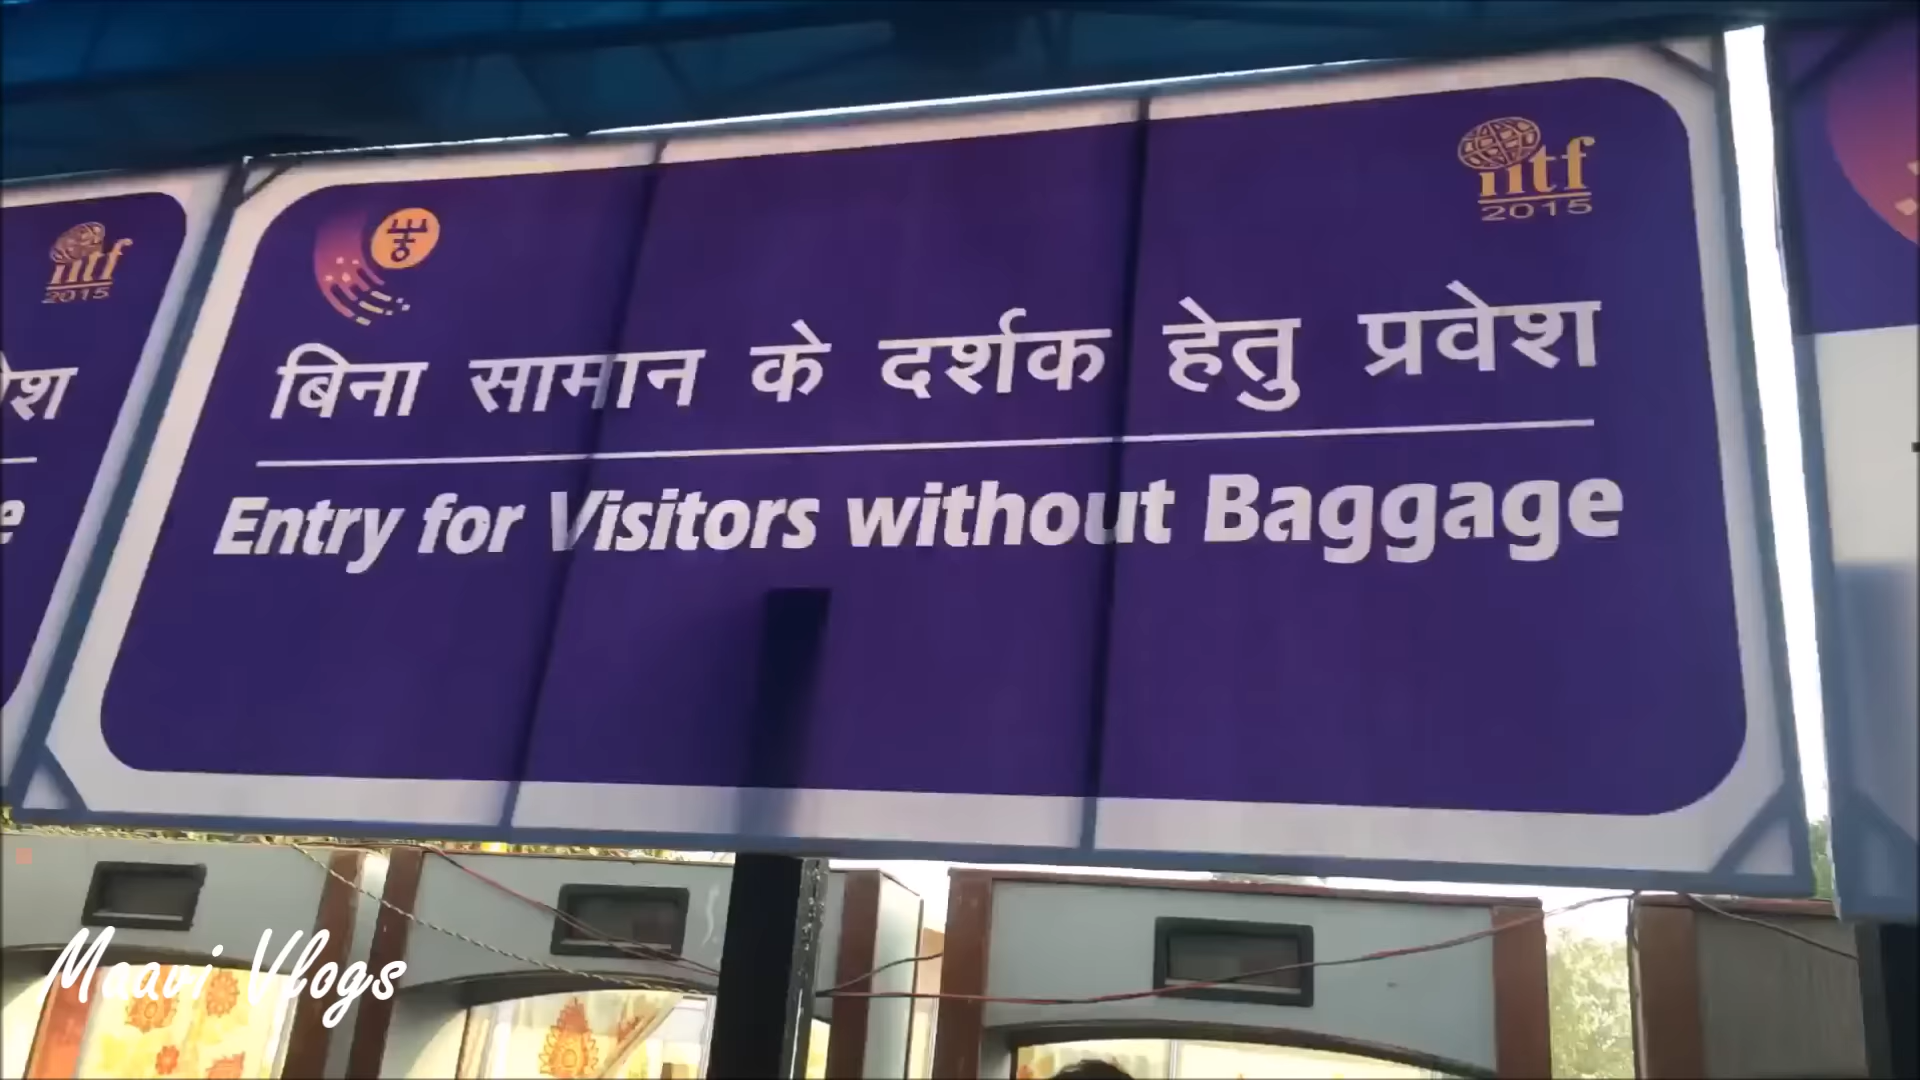 iitf
2015
iitf
2015
बिना सामान के दर्शक हेतु प्रवेश
Entry for Visitors without Baggage
Maavi Vlogs